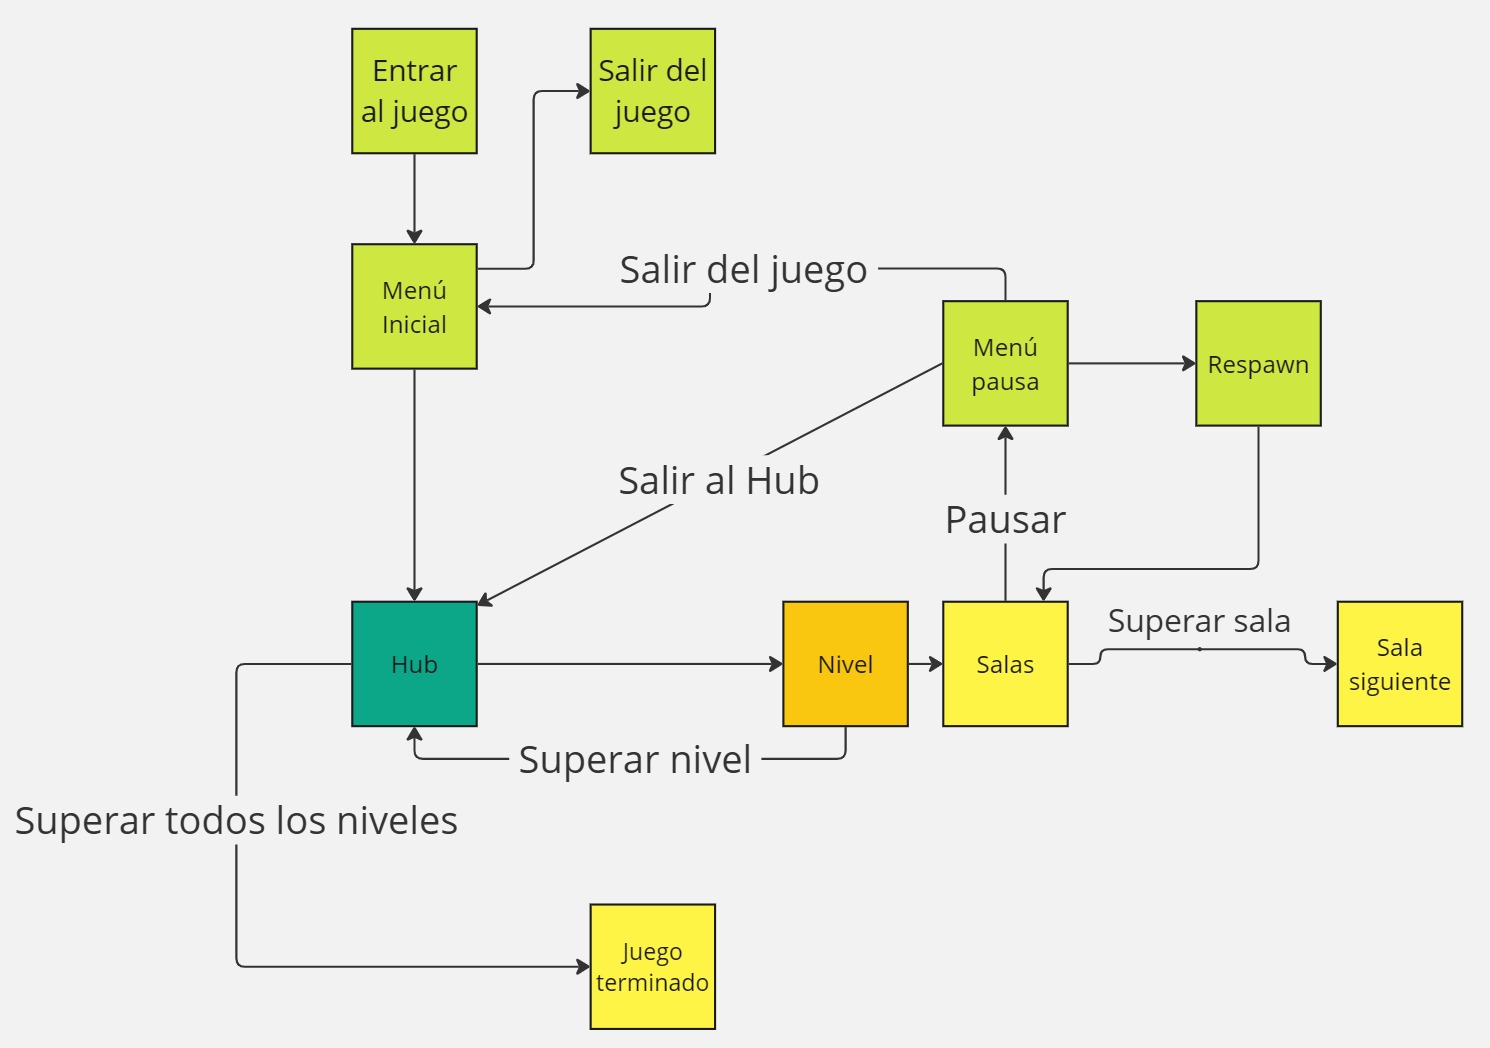 Entrar
al juego
Salir del
juego
Menú
Inicial
Salir del juego
Menú
pausa
Respawn
Salir al Hub
Pausar
Hub
Nivel
Salas
Superar sala
Sala
siguiente
Superar nivel
Superar todos los niveles
Juego
terminado